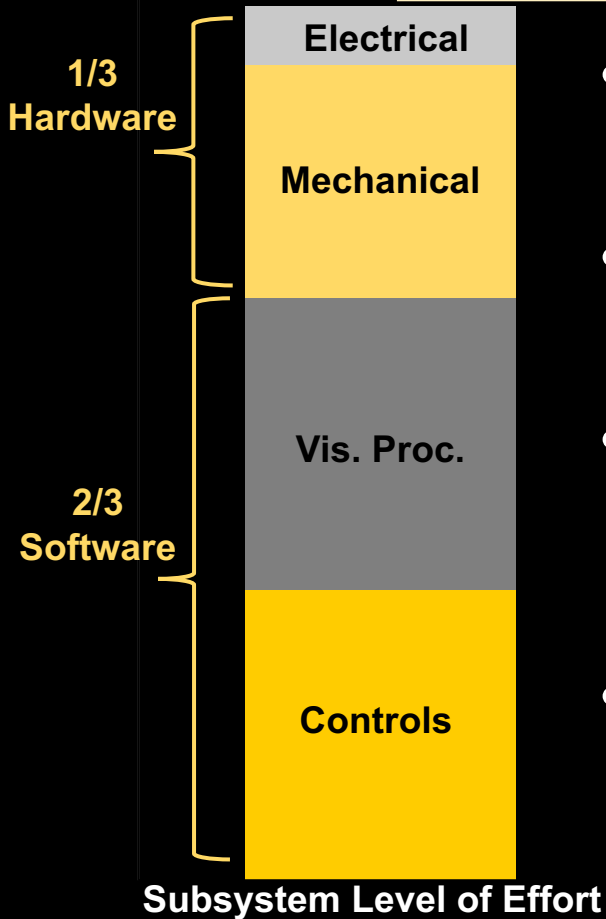 Electrical
1/3
Hardware
Mechanical
Vis. Proc.
2/3
Software
Controls
Subsystem Level of Effort